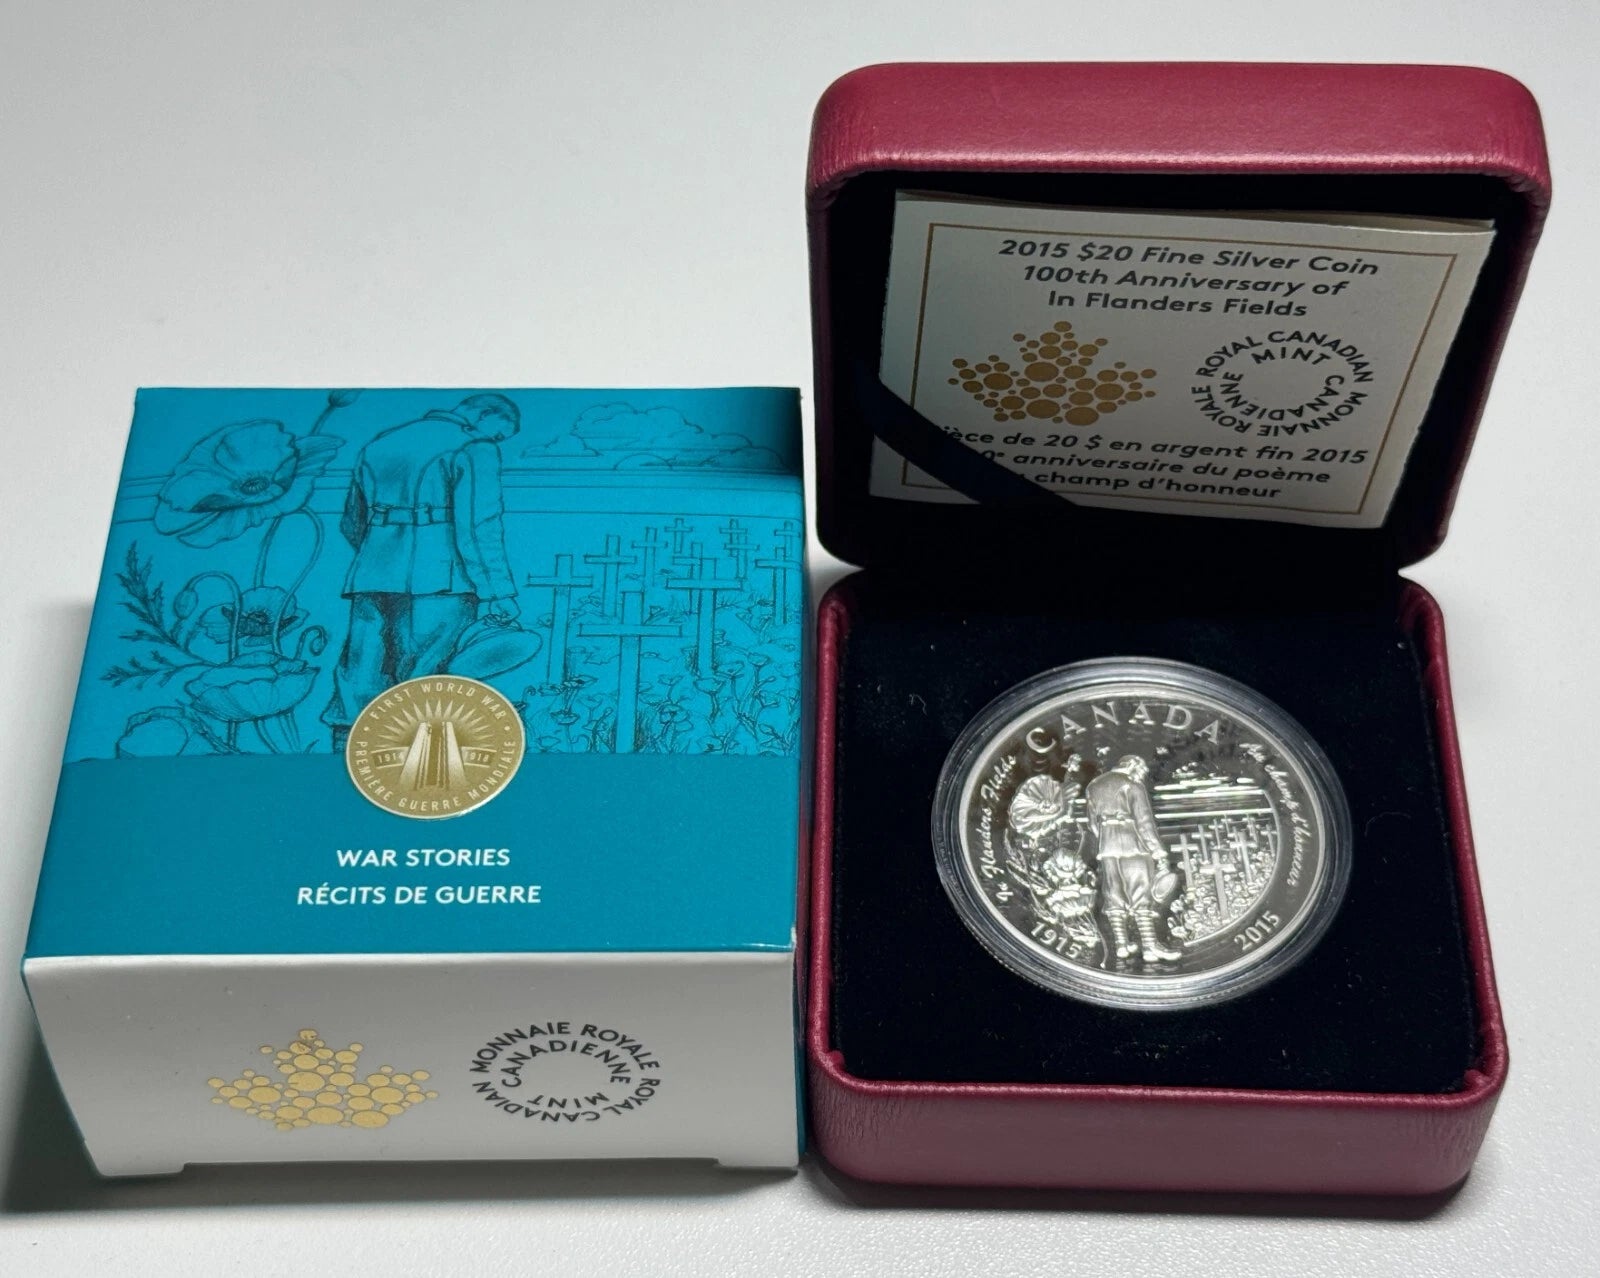 FIRST WORLD WAR
1914 1918
PREMIÈRE GUERRE MONDIALE
WAR STORIES
RÉCITS DE GUERRE
MONNAIE ROYALE CANADIENNE
ROYAL CANADIAN MINT
2015 $20 Fine Silver Coin
100th Anniversary of
In Flanders Fields
ROYAL CANADIAN MINT
MONNAIE ROYALE CANADIENNE
de 20 $ en argent fin 2015
anniversaire du poème
champ d'honneur
CANADA
In Flanders Fields
Au champ d'honneur
1915
2015